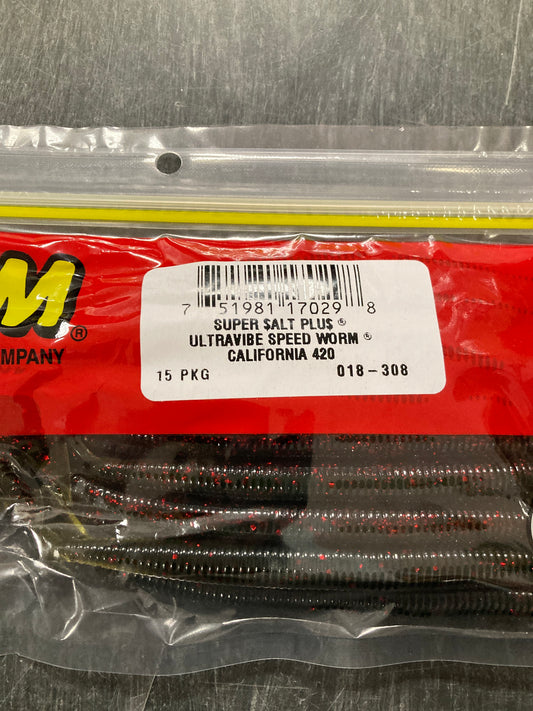 M®
COMPANY
7 51981 17029 8
SUPER $ALT PLU$ ®
ULTRAVIBE SPEED WORM ®
CALIFORNIA 420
15 PKG 018-308